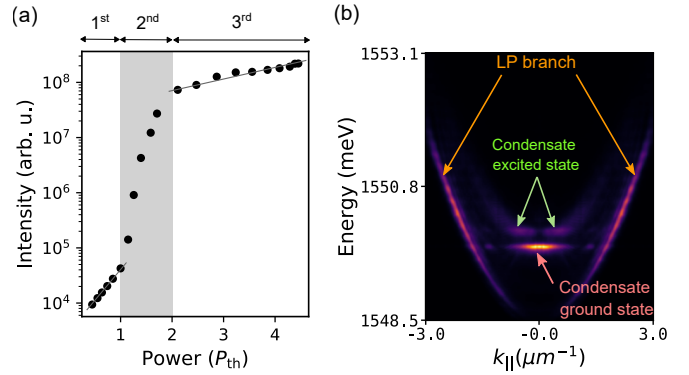 (a)
1st 2nd 3rd
10^8
10^7
10^6
10^5
10^4
Intensity (arb. u.)
1 2 3 4
Power (P_th)
(b)
1553.1
1550.8
1548.5
Energy (meV)
LP branch
Condensate
excited state
Condensate
ground state
-3.0 -0.0 3.0
k_||(μm^−1)